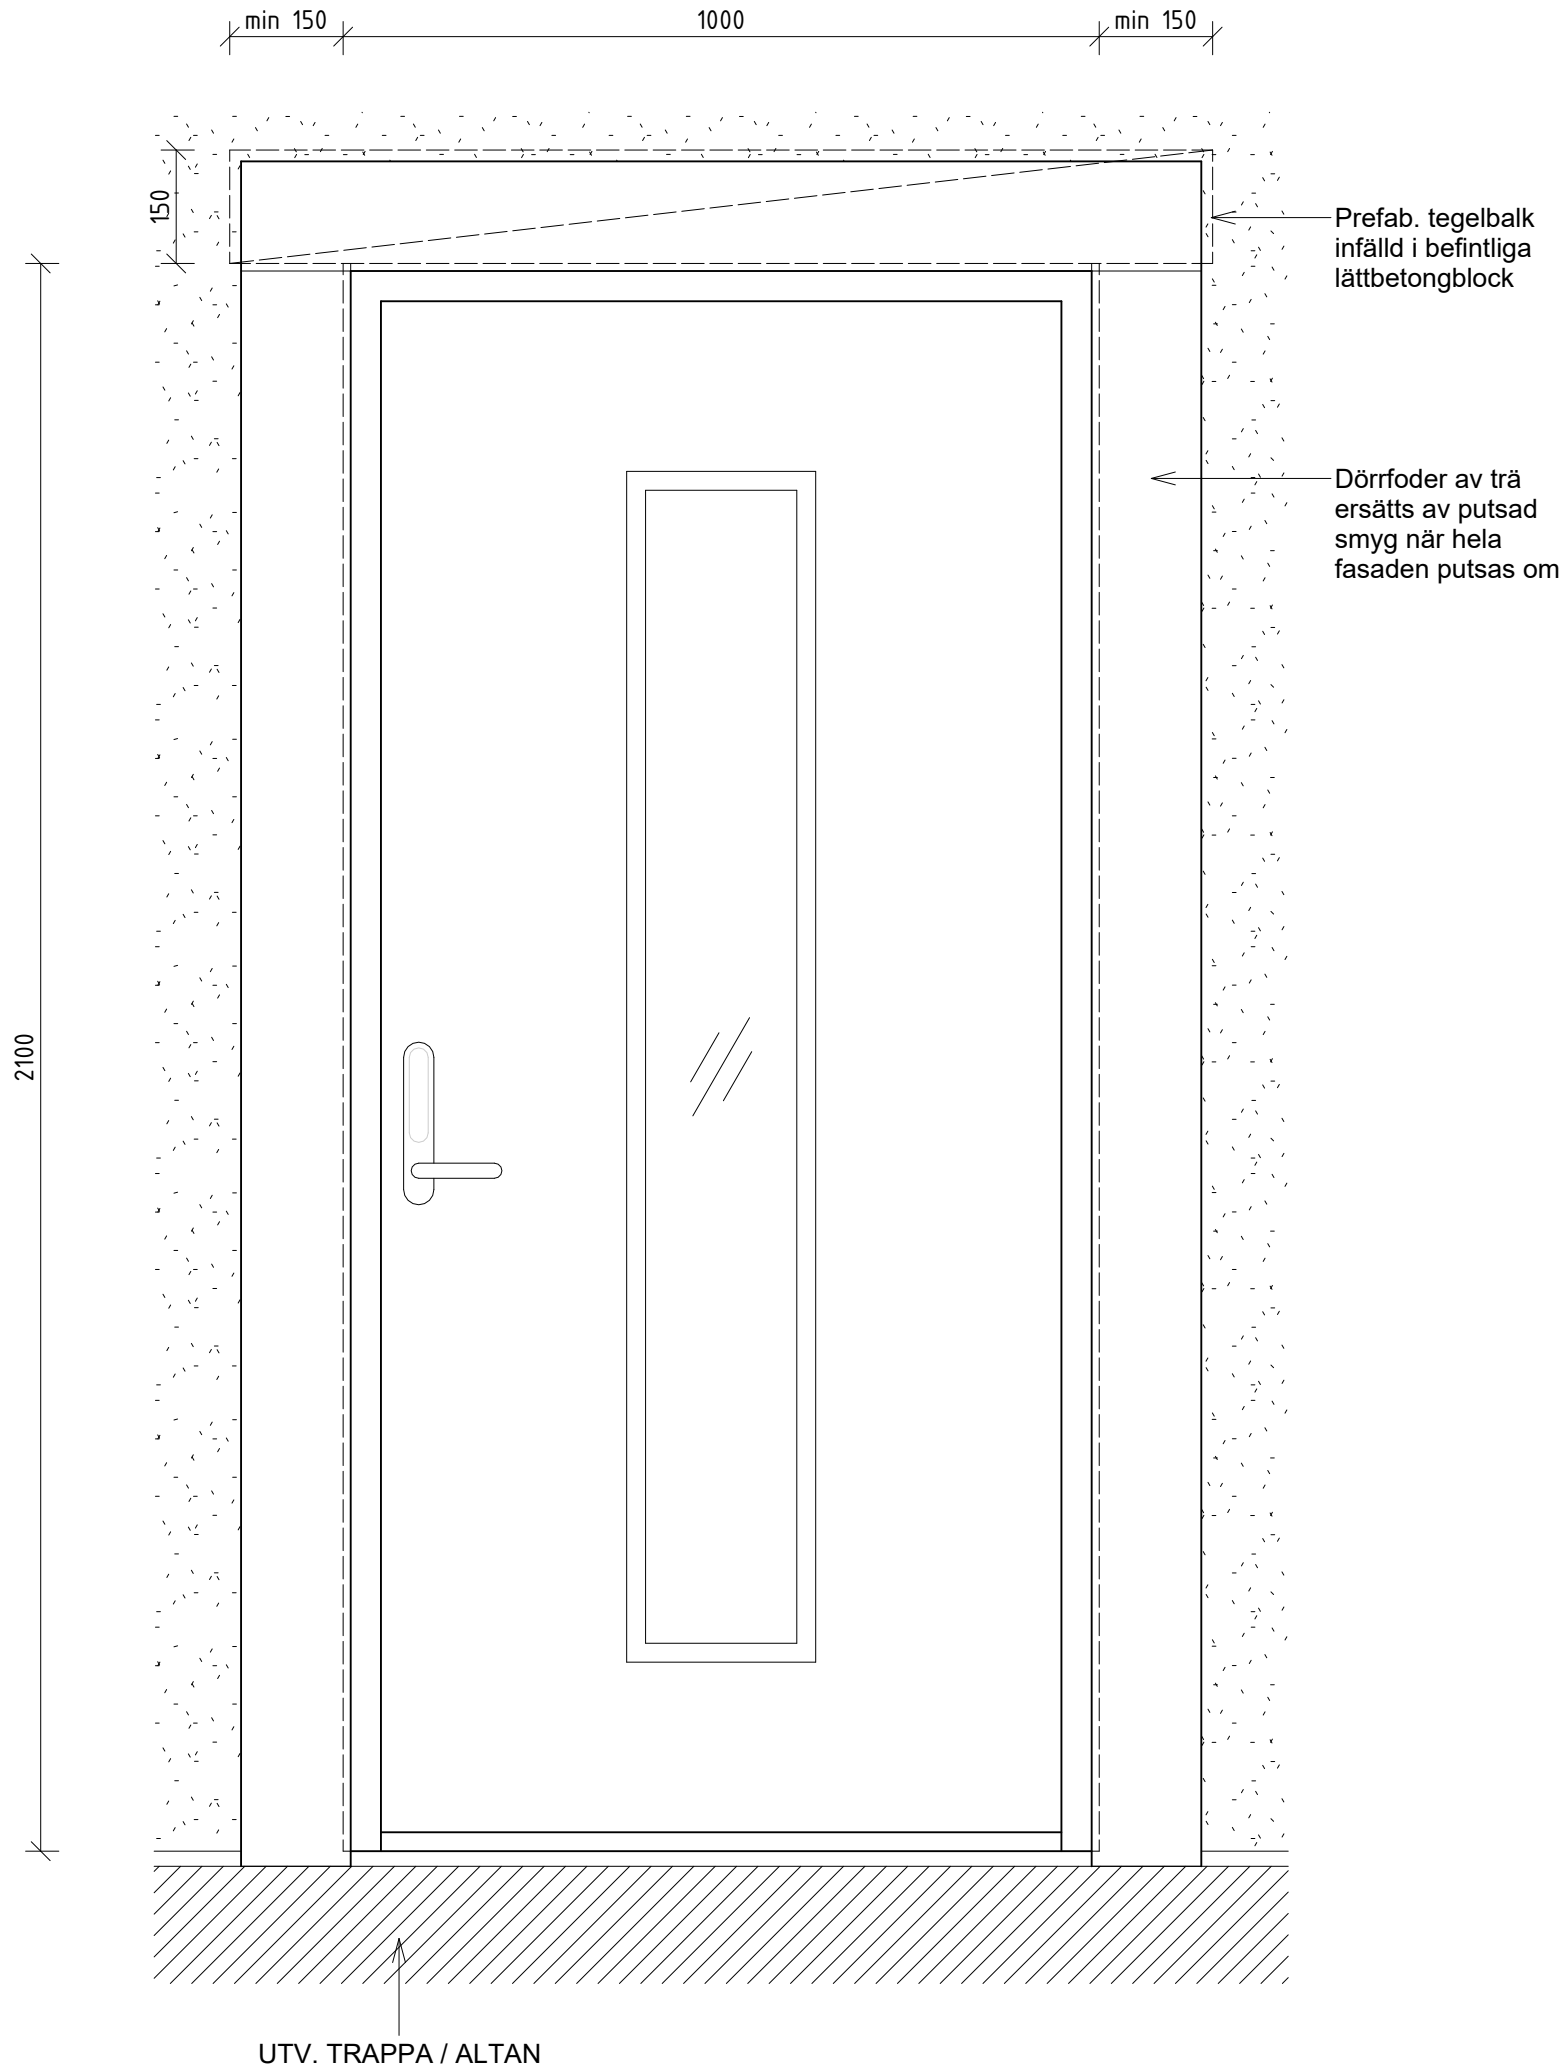 min 150
1000
min 150
150
Prefab. tegelbalk
infälld i befintliga
lättbetongblock
Dörrfoder av trä
ersätts av putsad
smyg när hela
fasaden putsas om
2100
UTV. TRAPPA / ALTAN